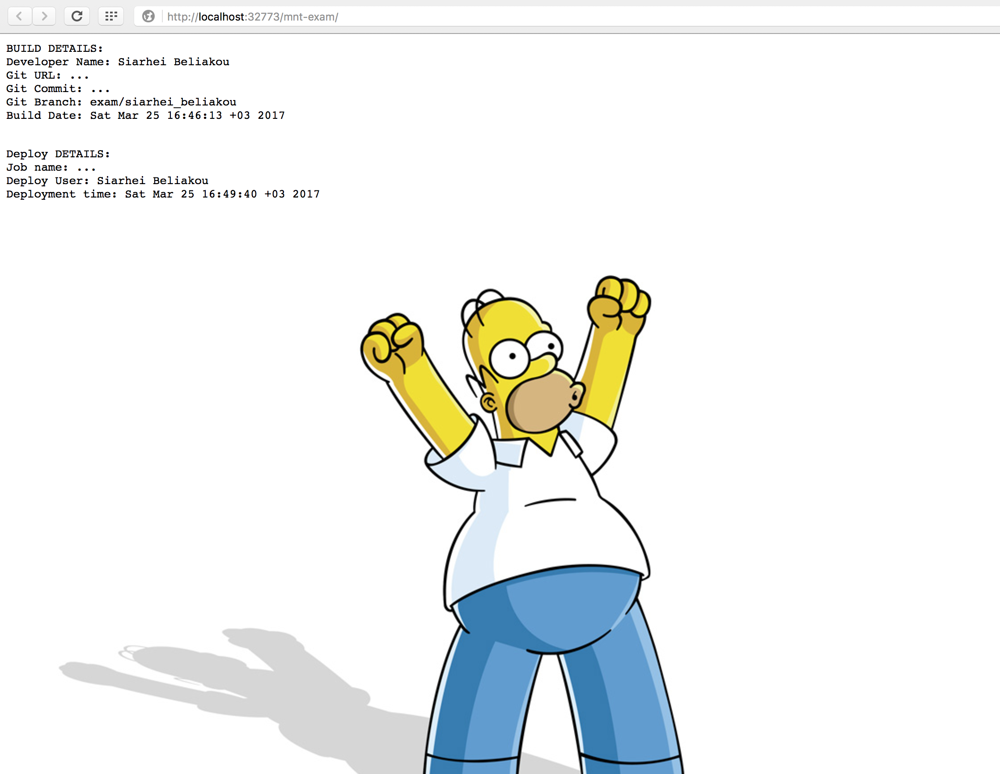 http://localhost:32773/mnt-exam/
BUILD DETAILS:
Developer Name: Siarhei Beliakou
Git URL: ...
Git Commit: ...
Git Branch: exam/siarhei_beliakou
Build Date: Sat Mar 25 16:46:13 +03 2017
Deploy DETAILS:
Job name: ...
Deploy User: Siarhei Beliakou
Deployment time: Sat Mar 25 16:49:40 +03 2017